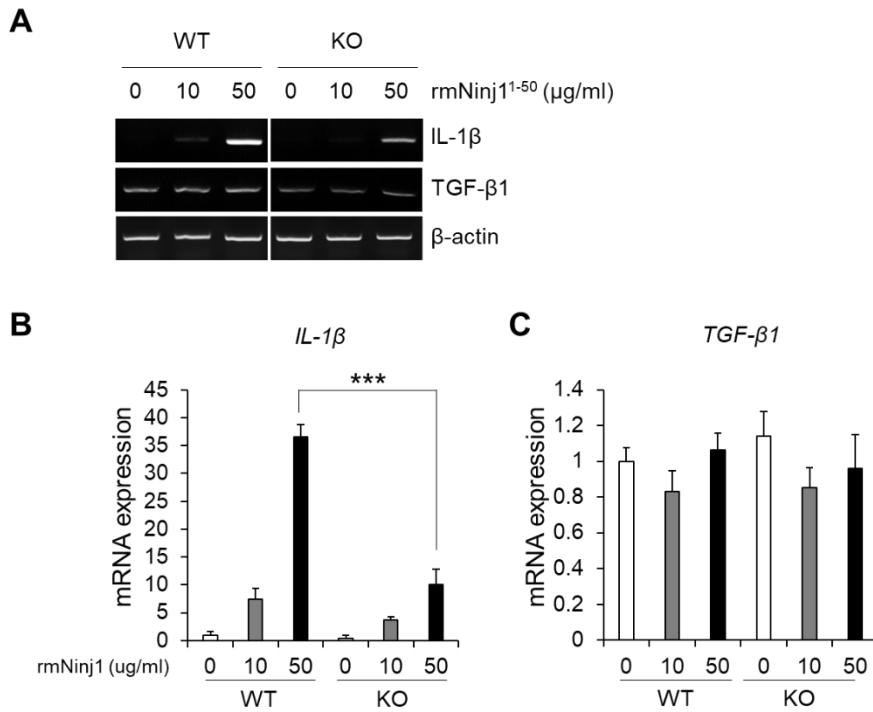 A
WT KO
0 10 50 0 10 50 rmNinj1¹⁻⁵⁰ (μg/ml)
IL-1β
TGF-β1
β-actin
B
IL-1β
***
mRNA expression
45
40
35
30
25
20
15
10
5
0
rmNinj1 (ug/ml) 0 10 50 0 10 50
WT KO
C
TGF-β1
mRNA expression
1.4
1.2
1
0.8
0.6
0.4
0.2
0
0 10 50 0 10 50
WT KO